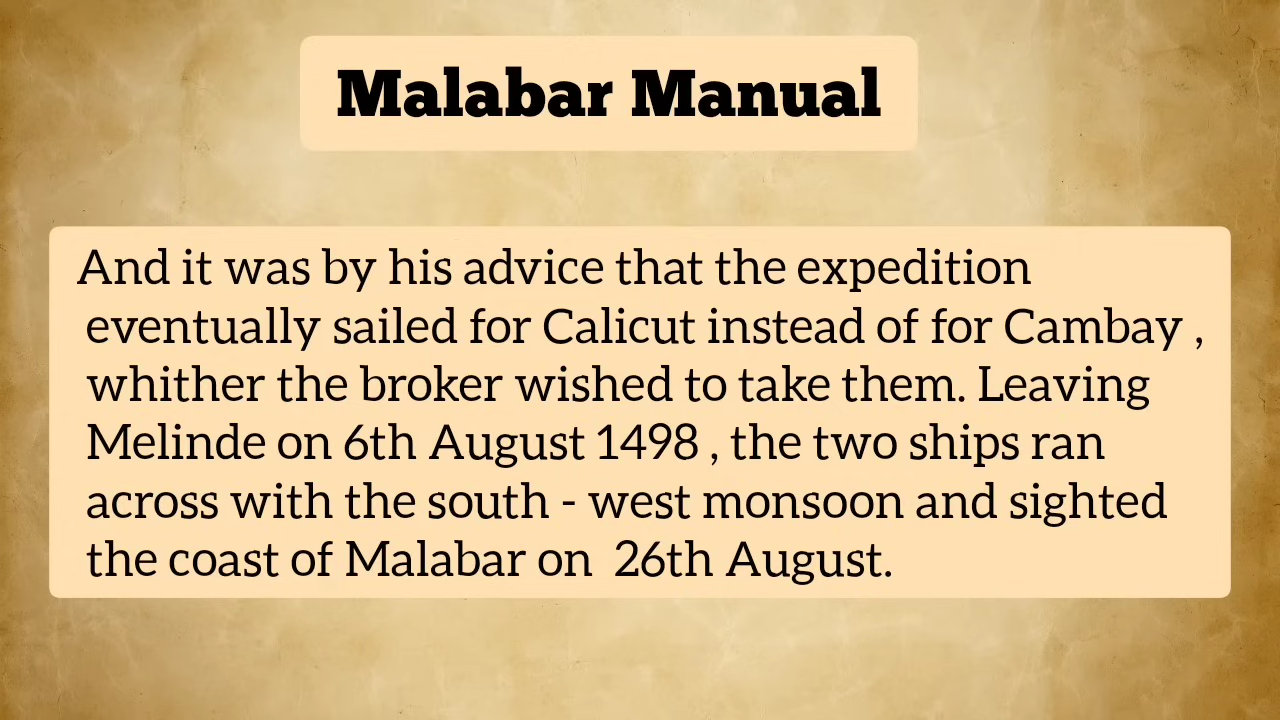 Malabar Manual
And it was by his advice that the expedition
eventually sailed for Calicut instead of for Cambay ,
whither the broker wished to take them. Leaving
Melinde on 6th August 1498 , the two ships ran
across with the south - west monsoon and sighted
the coast of Malabar on  26th August.